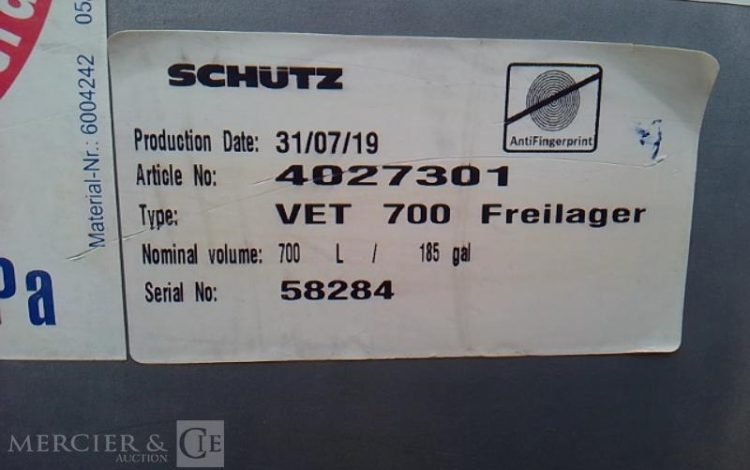 SCHÜTZ
AntiFingerprint
Production Date: 31/07/19
Article No: 4027301
Type: VET 700 Freilager
Nominal volume: 700 L / 185 gal
Serial No: 58284
Material-Nr.: 6004242 05
Pa
MERCIER & CIE
AUCTION